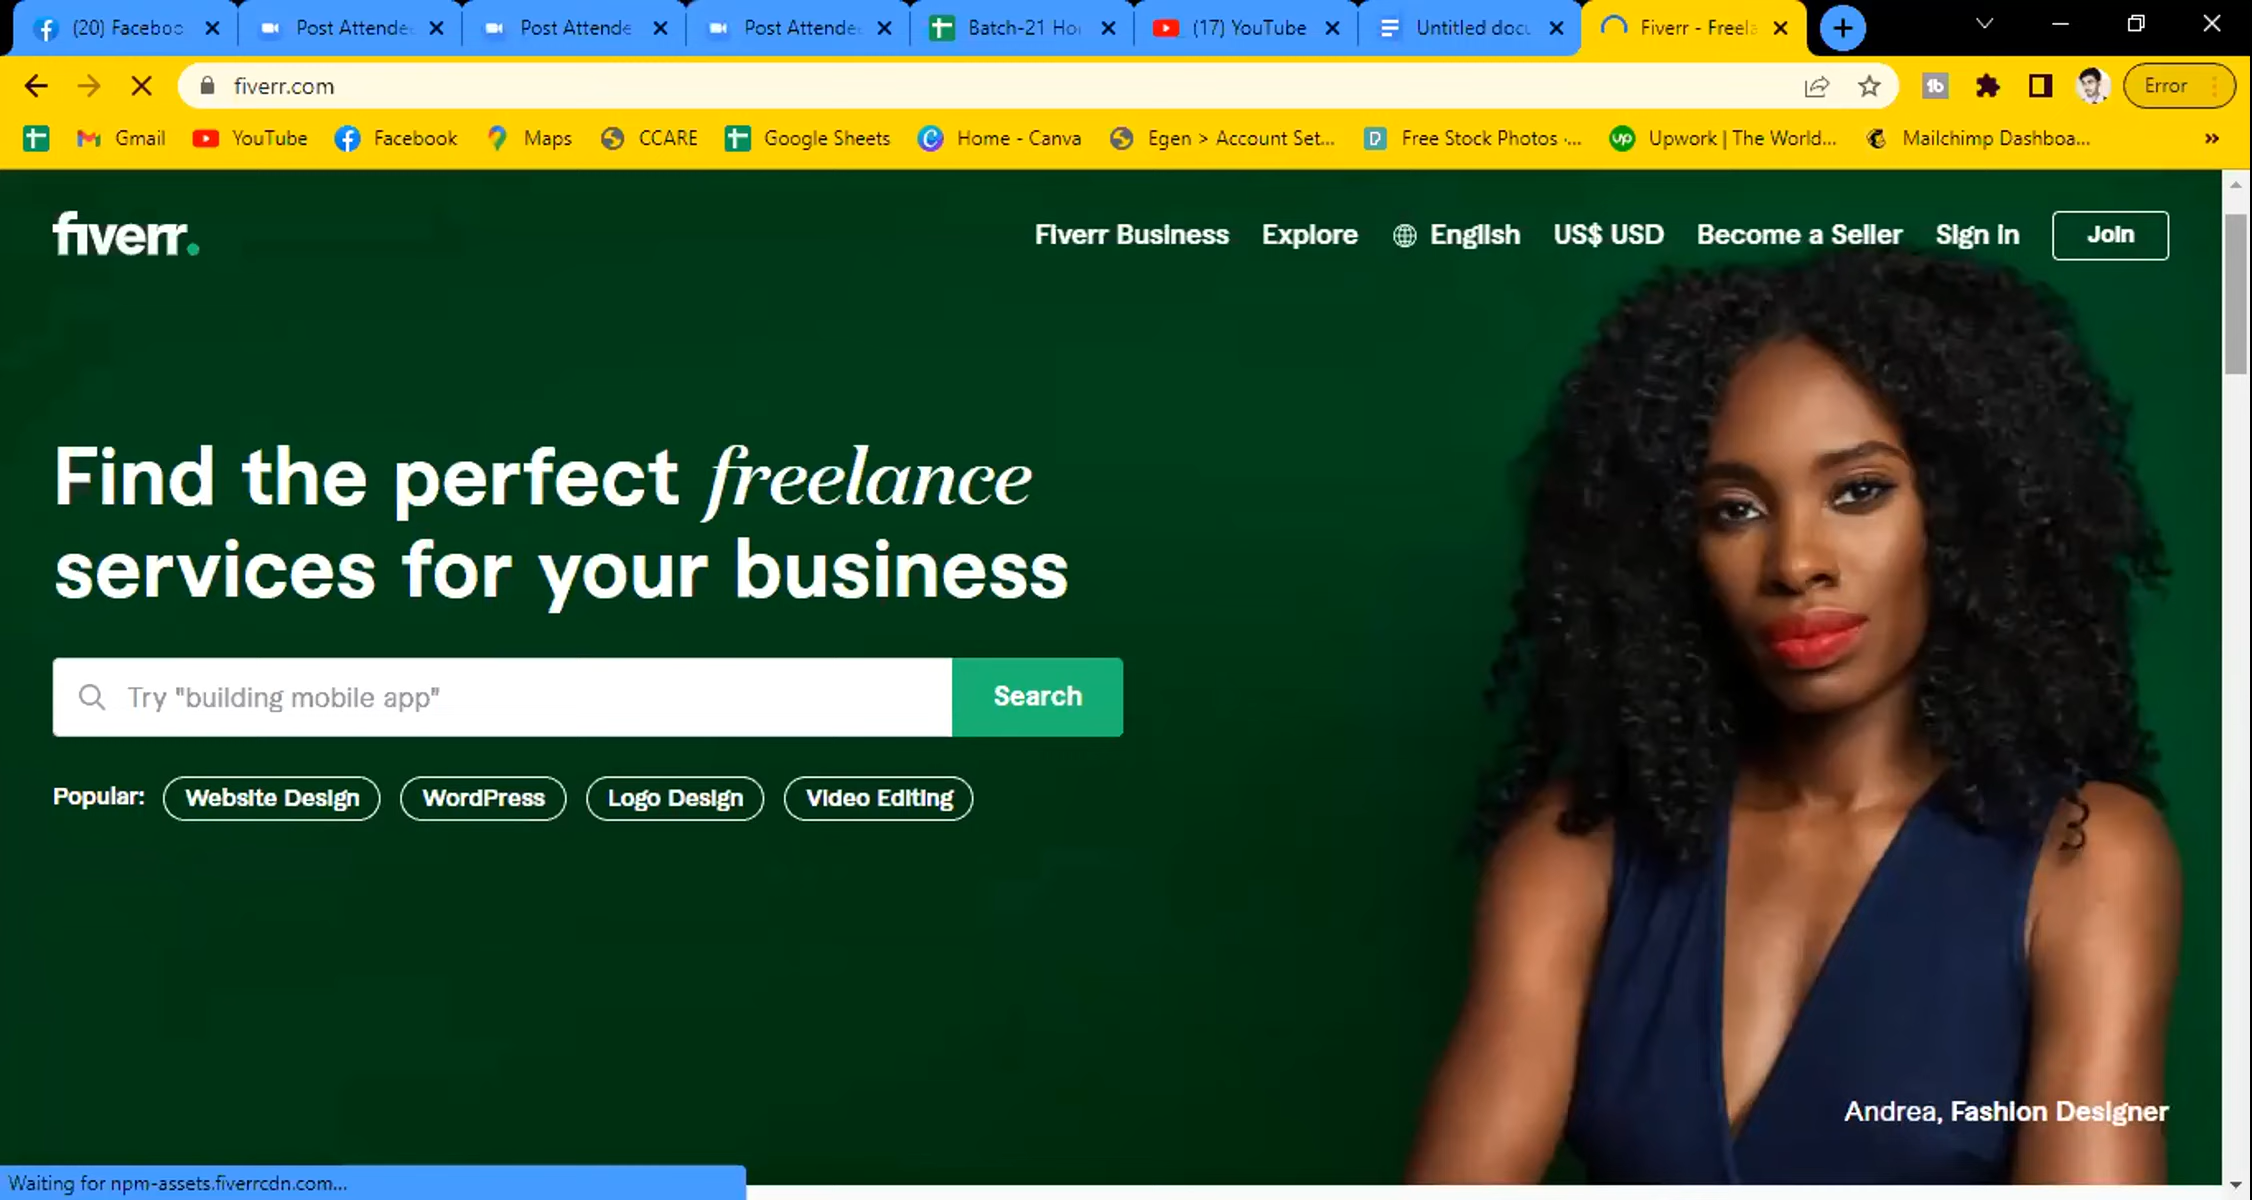 (20) Faceboo
Post Attende
Post Attende
Post Attende
Batch-21 Ho
(17) YouTube
Untitled docu
Fiverr - Freela
fiverr.com
Error
Gmail
YouTube
Facebook
Maps
CCARE
Google Sheets
Home - Canva
Egen > Account Set...
Free Stock Photos ·...
Upwork | The World...
Mailchimp Dashboa...
fiverr.
Fiverr Business
Explore
English
US$ USD
Become a Seller
Sign in
Join
Find the perfect freelance
services for your business
Try "building mobile app"
Search
Popular:
Website Design
WordPress
Logo Design
Video Editing
Andrea, Fashion Designer
Waiting for npm-assets.fiverrcdn.com...